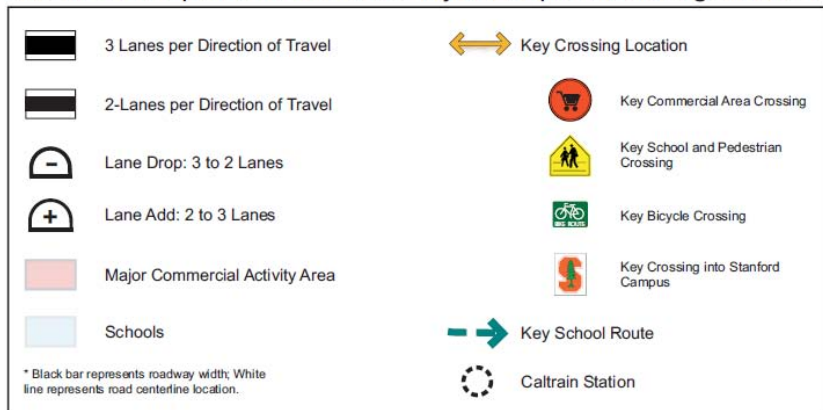 3 Lanes per Direction of Travel
2-Lanes per Direction of Travel
Lane Drop: 3 to 2 Lanes
Lane Add: 2 to 3 Lanes
Major Commercial Activity Area
Schools
* Black bar represents roadway width; White
line represents road centerline location.
Key Crossing Location
Key Commercial Area Crossing
Key School and Pedestrian
Crossing
BIKE ROUTE
Key Bicycle Crossing
S
Key Crossing into Stanford
Campus
Key School Route
Caltrain Station